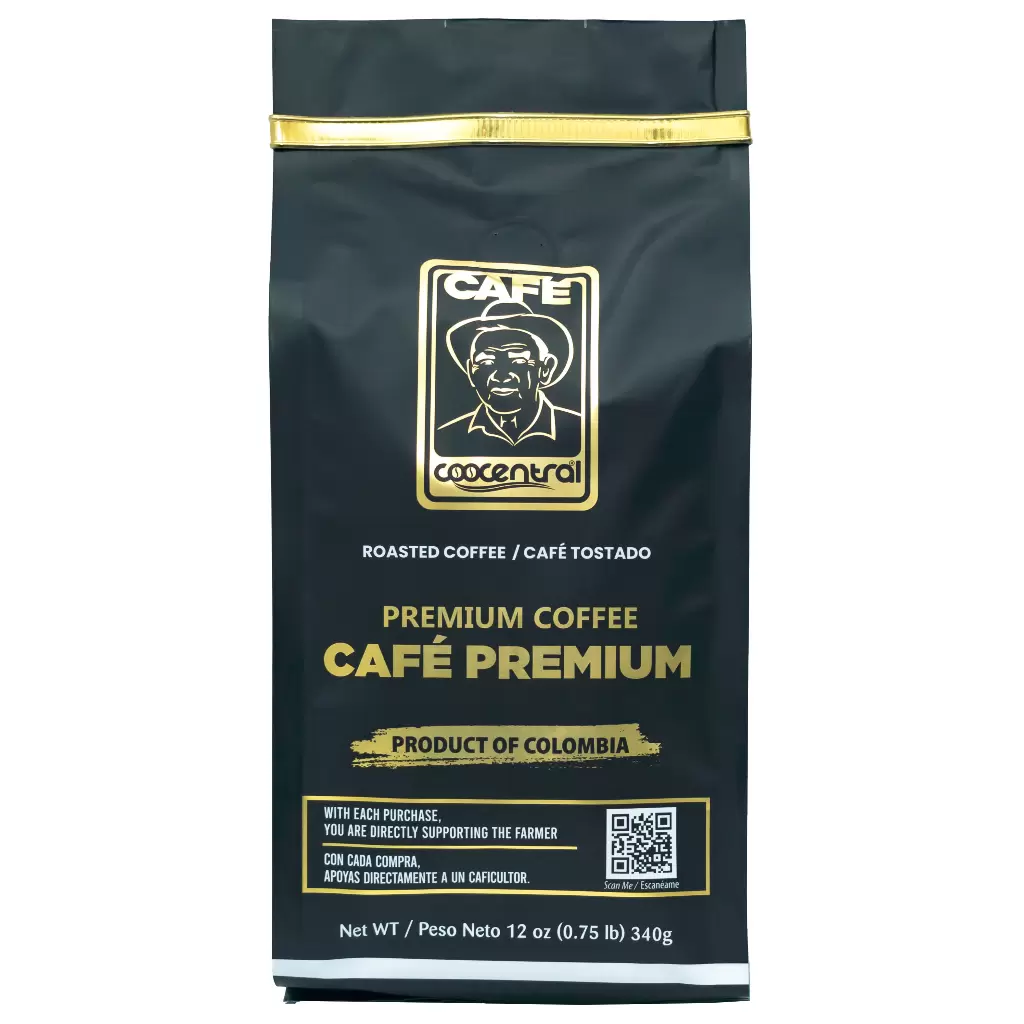 CAFÉ
coocentral
ROASTED COFFEE / CAFÉ TOSTADO
PREMIUM COFFEE
CAFÉ PREMIUM
PRODUCT OF COLOMBIA
WITH EACH PURCHASE,
YOU ARE DIRECTLY SUPPORTING THE FARMER
CON CADA COMPRA,
APOYAS DIRECTAMENTE A UN CAFICULTOR.
Scan Me / Escanéame
Net WT / Peso Neto 12 oz (0.75 lb) 340g